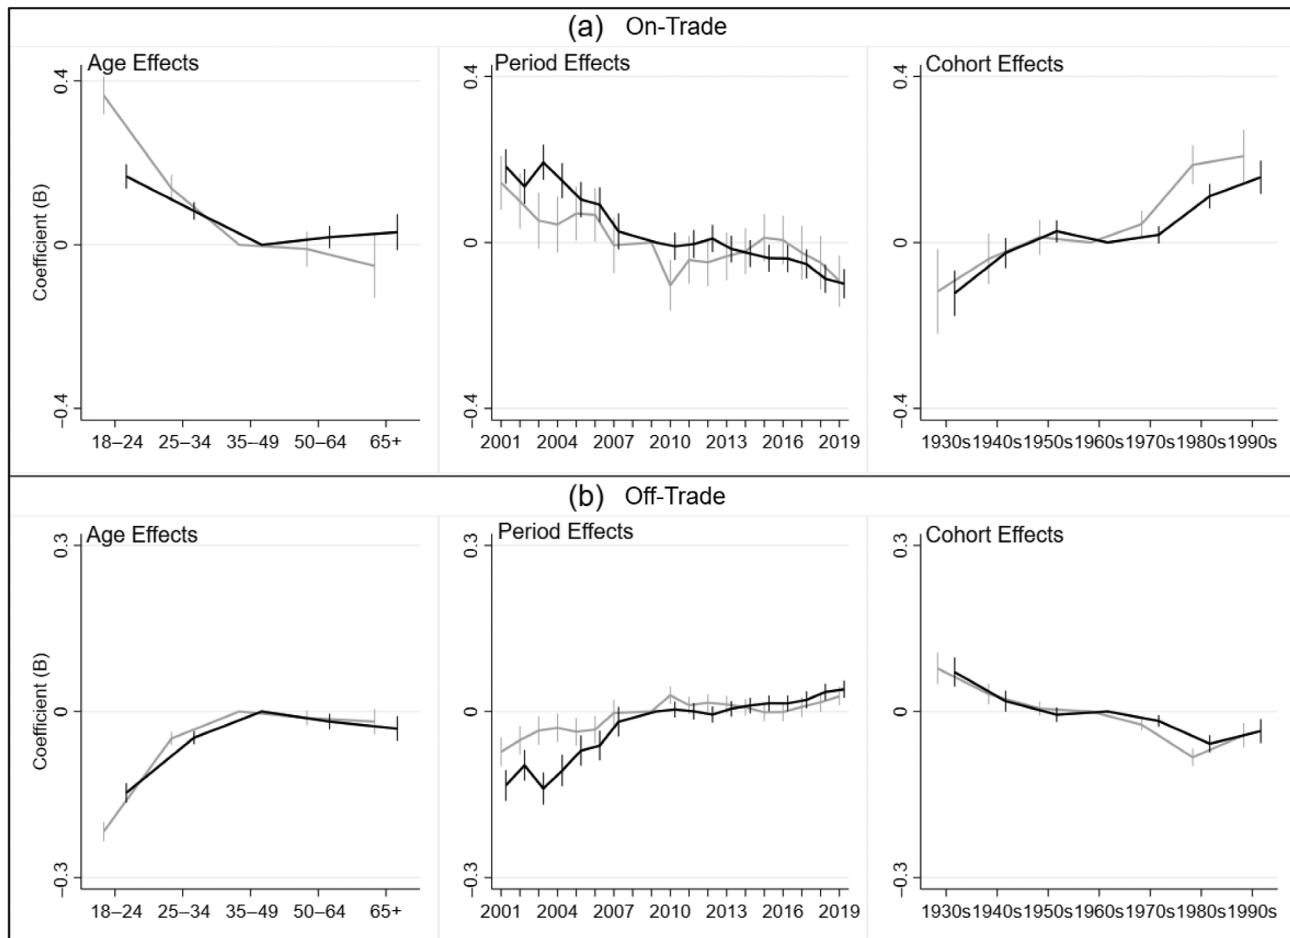 (a) On-Trade
Age Effects
Period Effects
Cohort Effects
Coefficient (B)
0.4
0
−0.4
0.4
0
−0.4
0.4
0
−0.4
18–24 25–34 35–49 50–64 65+
2001 2004 2007 2010 2013 2016 2019
1930s 1940s 1950s 1960s 1970s 1980s 1990s
(b) Off-Trade
Age Effects
Period Effects
Cohort Effects
Coefficient (B)
0.3
0
−0.3
0.3
0
−0.3
0.3
0
−0.3
18–24 25–34 35–49 50–64 65+
2001 2004 2007 2010 2013 2016 2019
1930s 1940s 1950s 1960s 1970s 1980s 1990s